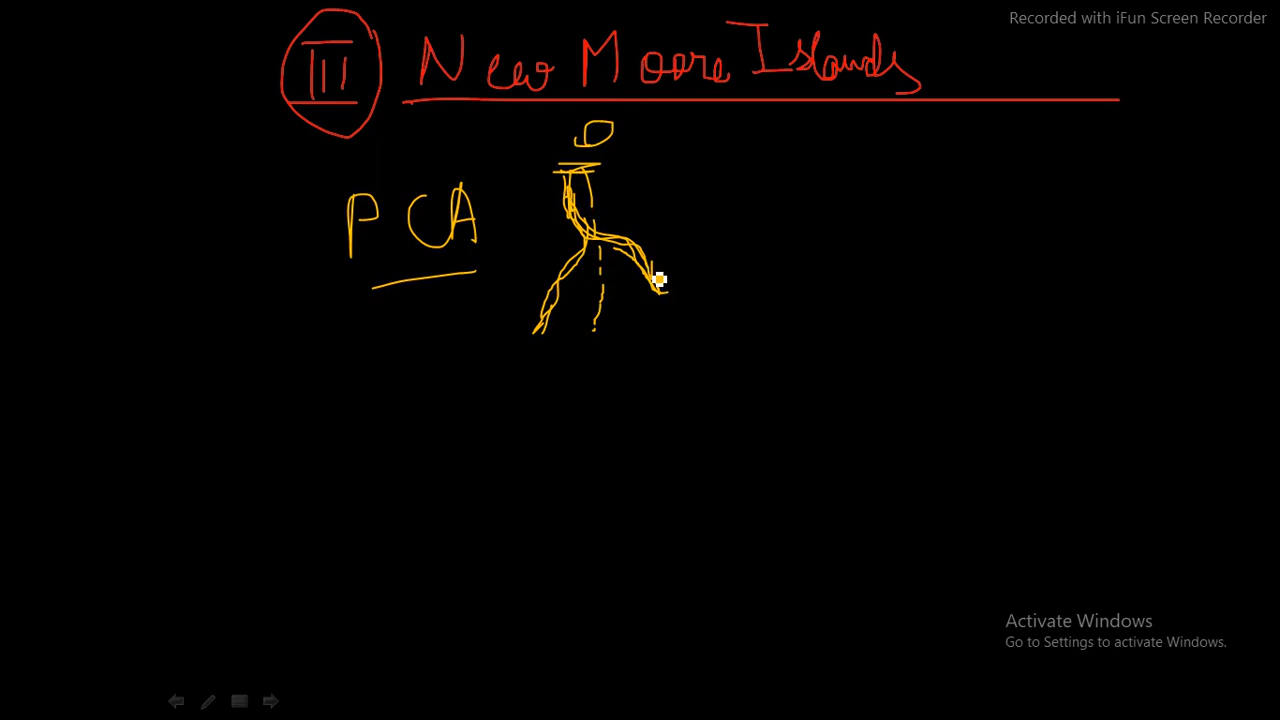 Recorded with iFun Screen Recorder
III New Moore Islands
D
PCA
Activate Windows
Go to Settings to activate Windows.